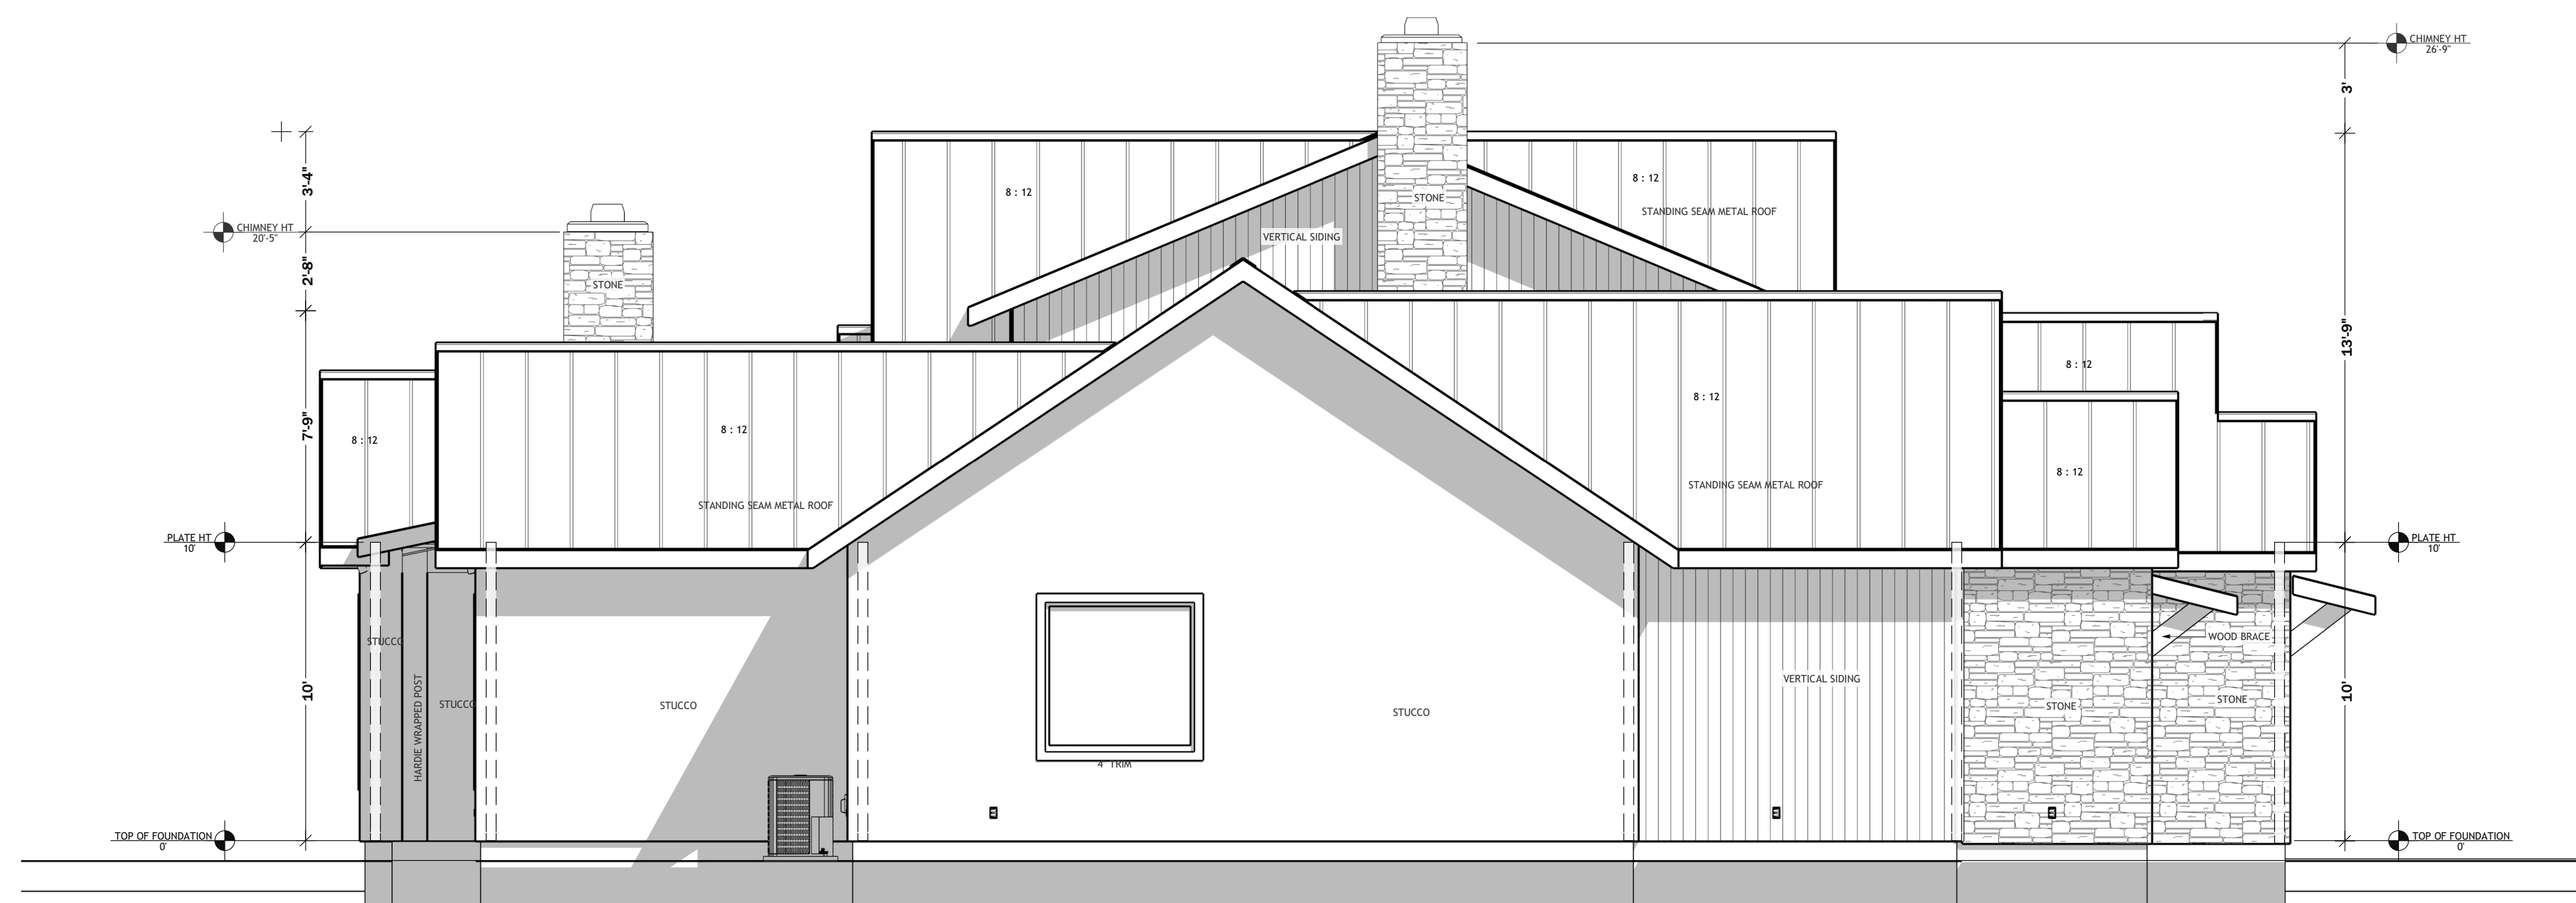 CHIMNEY HT
26'-9"
3'
3'-4"
8 : 12
8 : 12
STONE
STANDING SEAM METAL ROOF
CHIMNEY HT
20'-5"
VERTICAL SIDING
2'-8"
STONE
13'-9"
8 : 12
8 : 12
7'-9"
8 : 12
8 : 12
8 : 12
STANDING SEAM METAL ROOF
STANDING SEAM METAL ROOF
PLATE HT
10'
PLATE HT
10'
STUCCO
WOOD BRACE
VERTICAL SIDING
10'
HARDIE WRAPPED POST
STUCCO
STUCCO
STUCCO
STONE
STONE
10'
4" TRIM
TOP OF FOUNDATION
0'
TOP OF FOUNDATION
0'